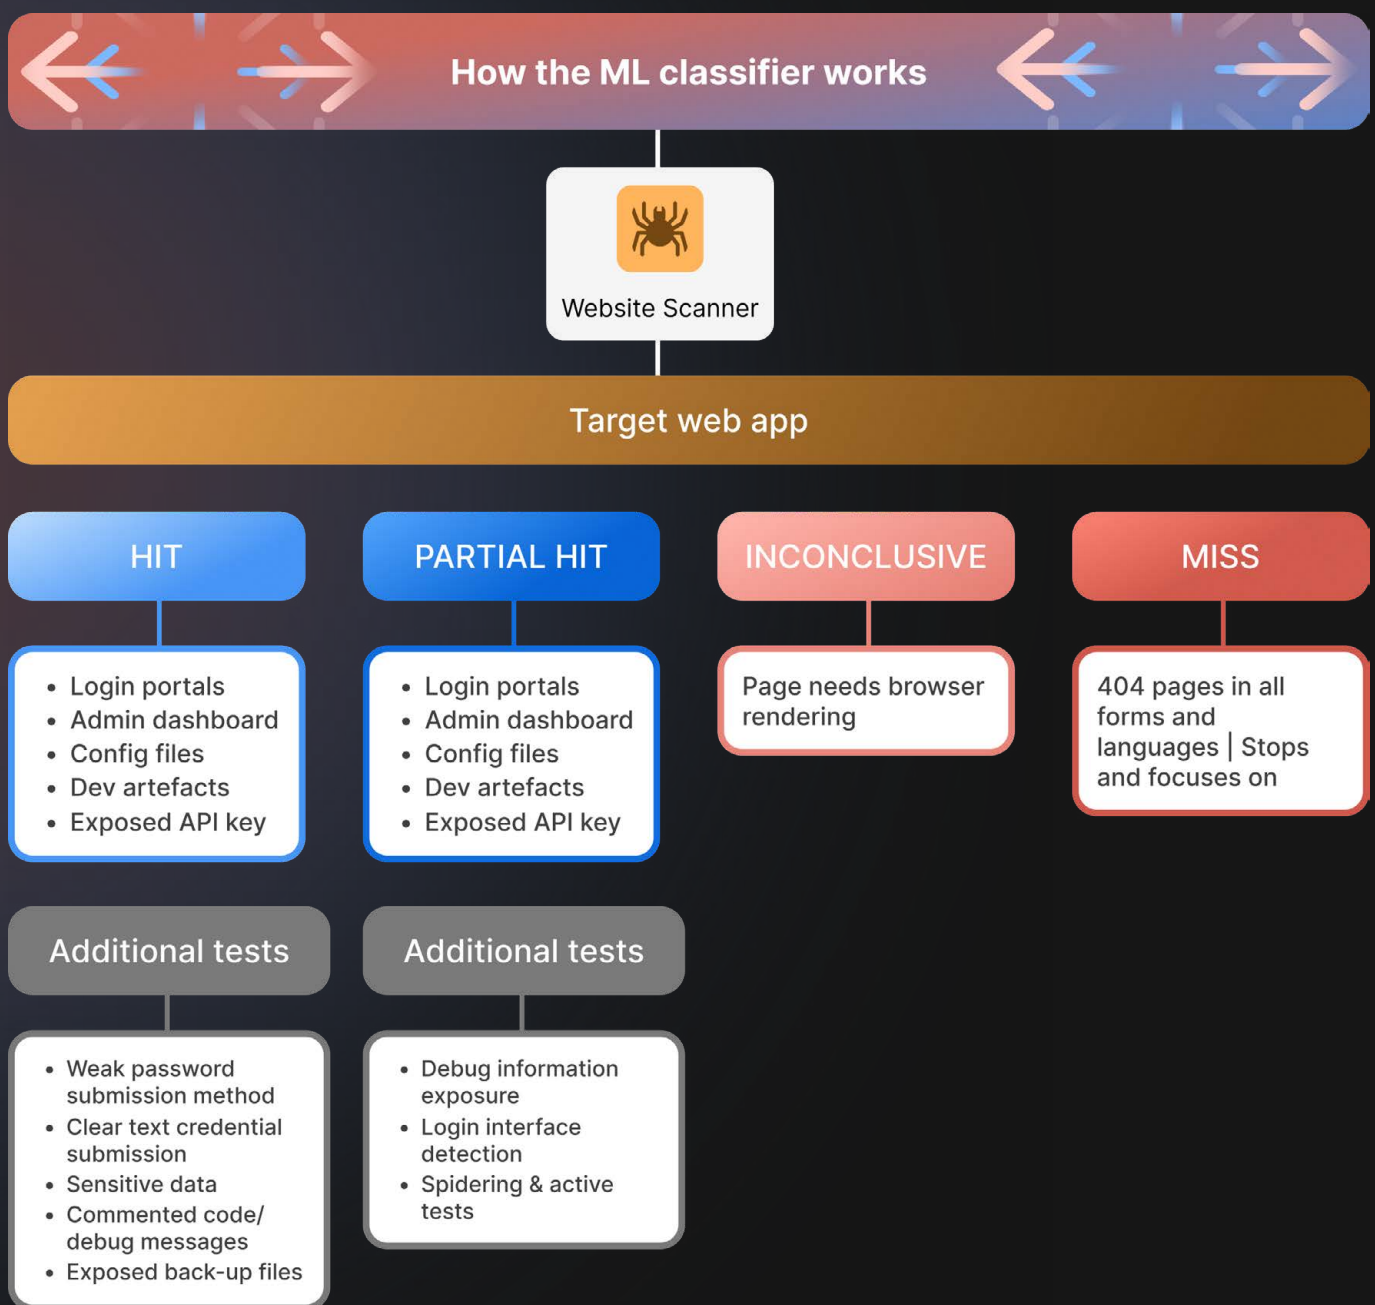 How the ML classifier works
Website Scanner
Target web app
HIT
• Login portals
• Admin dashboard
• Config files
• Dev artefacts
• Exposed API key
Additional tests
• Weak password
submission method
• Clear text credential
submission
• Sensitive data
• Commented code/
debug messages
• Exposed back-up files
PARTIAL HIT
• Login portals
• Admin dashboard
• Config files
• Dev artefacts
• Exposed API key
Additional tests
• Debug information
exposure
• Login interface
detection
• Spidering & active
tests
INCONCLUSIVE
Page needs browser
rendering
MISS
404 pages in all
forms and
languages | Stops
and focuses on